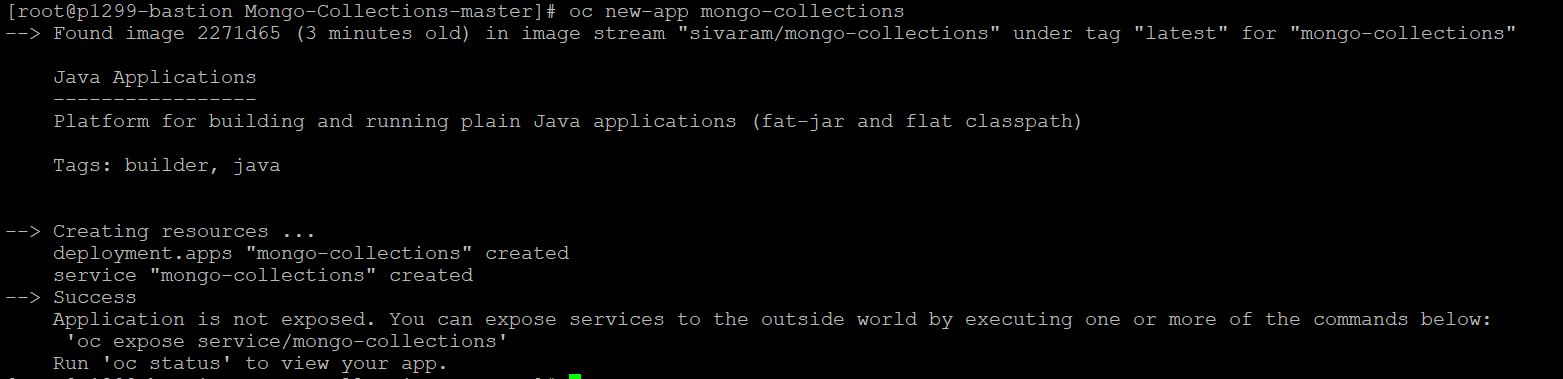 [root@p1299-bastion Mongo-Collections-master]# oc new-app mongo-collections
--> Found image 2271d65 (3 minutes old) in image stream "sivaram/mongo-collections" under tag "latest" for "mongo-collections"
Java Applications
-----------------
Platform for building and running plain Java applications (fat-jar and flat classpath)
Tags: builder, java
--> Creating resources ...
deployment.apps "mongo-collections" created
service "mongo-collections" created
--> Success
Application is not exposed. You can expose services to the outside world by executing one or more of the commands below:
'oc expose service/mongo-collections'
Run 'oc status' to view your app.